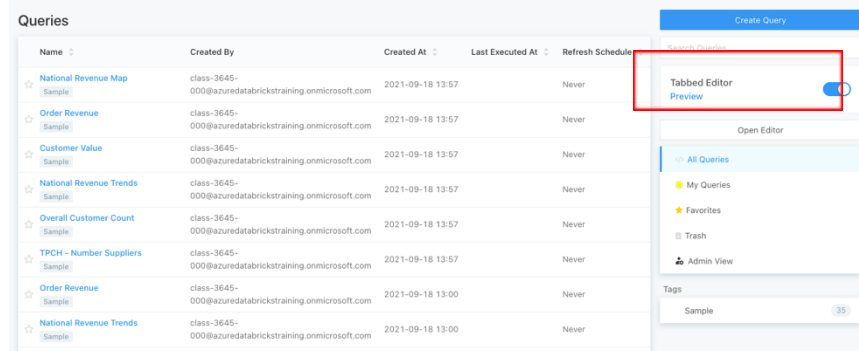 Queries
Create Query
Search Queries
Name Created By Created At Last Executed At Refresh Schedule
National Revenue Map
Sample
class-3645-
000@azuredatabrickstraining.onmicrosoft.com
2021-09-18 13:57
Never
Order Revenue
Sample
class-3645-
000@azuredatabrickstraining.onmicrosoft.com
2021-09-18 13:57
Never
Customer Value
Sample
class-3645-
000@azuredatabrickstraining.onmicrosoft.com
2021-09-18 13:57
Never
National Revenue Trends
Sample
class-3645-
000@azuredatabrickstraining.onmicrosoft.com
2021-09-18 13:57
Never
Overall Customer Count
Sample
class-3645-
000@azuredatabrickstraining.onmicrosoft.com
2021-09-18 13:57
Never
TPCH - Number Suppliers
Sample
class-3645-
000@azuredatabrickstraining.onmicrosoft.com
2021-09-18 13:57
Never
Order Revenue
Sample
class-3645-
000@azuredatabrickstraining.onmicrosoft.com
2021-09-18 13:00
Never
National Revenue Trends
Sample
class-3645-
000@azuredatabrickstraining.onmicrosoft.com
2021-09-18 13:00
Never
Tabbed Editor
Preview
Open Editor
All Queries
My Queries
Favorites
Trash
Admin View
Tags
Sample 35